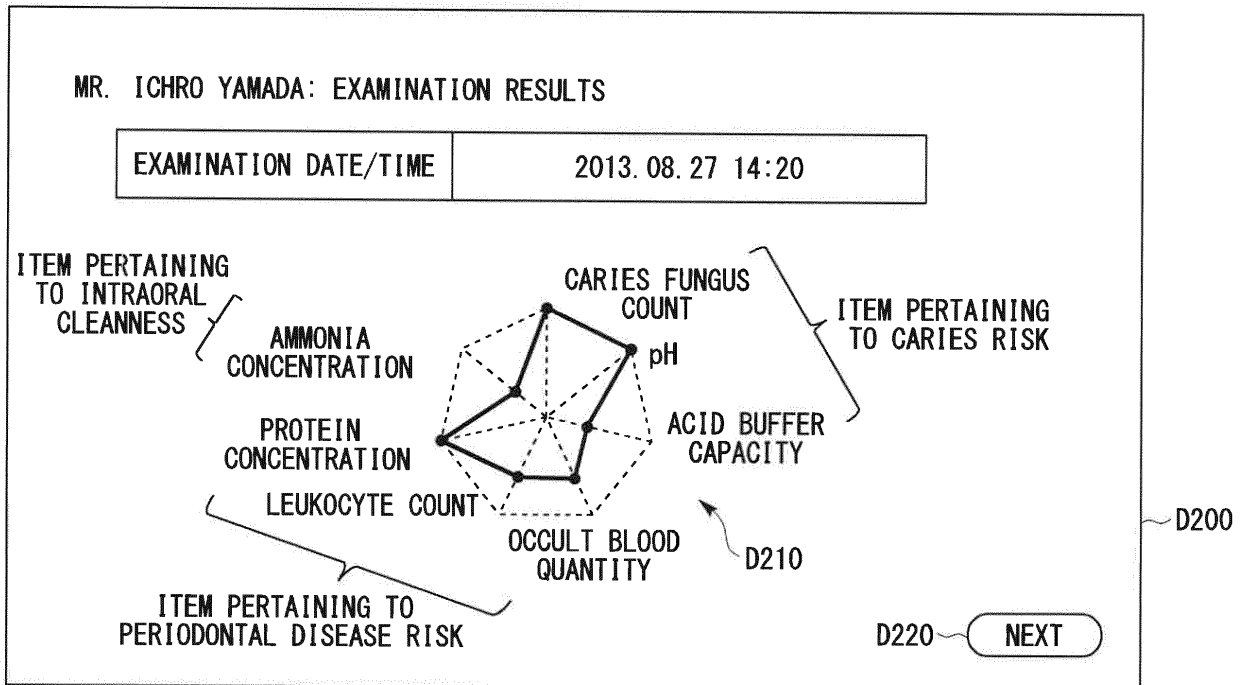 MR. ICHRO YAMADA: EXAMINATION RESULTS
EXAMINATION DATE/TIME
2013.08.27 14:20
ITEM PERTAINING
TO INTRAORAL
CLEANNESS
AMMONIA
CONCENTRATION
CARIES FUNGUS
COUNT
pH
ITEM PERTAINING
TO CARIES RISK
ACID BUFFER
CAPACITY
PROTEIN
CONCENTRATION
LEUKOCYTE COUNT
OCCULT BLOOD
QUANTITY
D210
D200
ITEM PERTAINING TO
PERIODONTAL DISEASE RISK
D220
NEXT